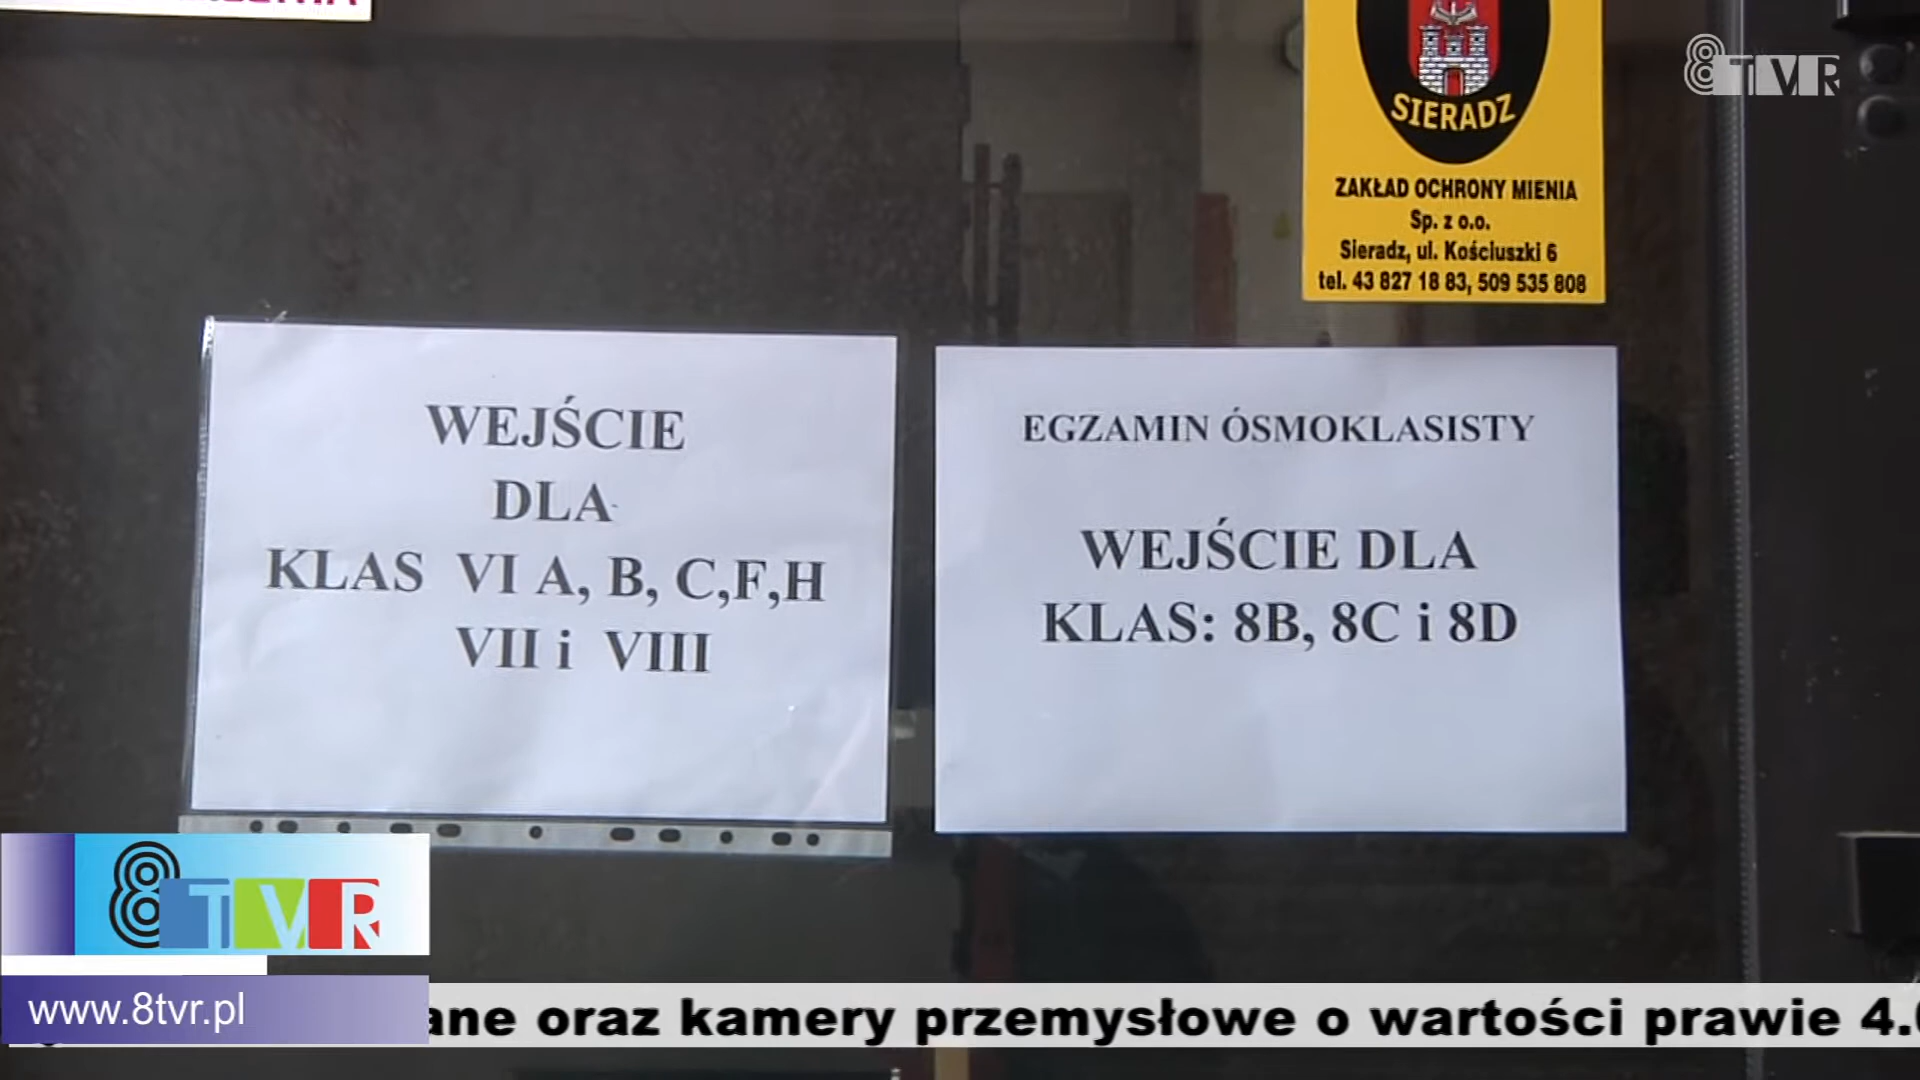 8TVR
SIERADZ
ZAKŁAD OCHRONY MIENIA
Sp. z o.o.
Sieradz, ul. Kościuszki 6
tel. 43 827 18 83, 509 535 808
WEJŚCIE
DLA
KLAS VI A, B, C,F,H
VII i VIII
EGZAMIN ÓSMOKLASISTY
WEJŚCIE DLA
KLAS: 8B, 8C i 8D
8TVR
www.8tvr.pl
oraz kamery przemysłowe o wartości prawie